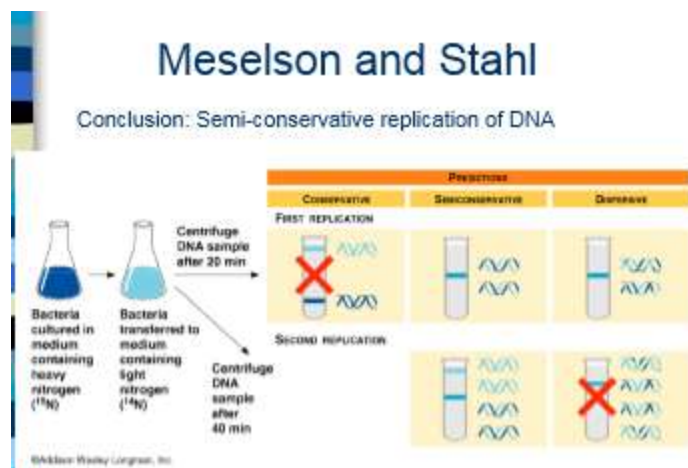 Meselson and Stahl
Conclusion: Semi-conservative replication of DNA
PREDICTIONS
CONSERVATIVE
SEMICONSERVATIVE
DISPERSIVE
FIRST REPLICATION
Centrifuge
DNA sample
after 20 min
Bacteria
cultured in
medium
containing
heavy
nitrogen
(¹⁵N)
Bacteria
transferred to
medium
containing
light
nitrogen
(¹⁴N)
SECOND REPLICATION
Centrifuge
DNA
sample
after
40 min
©Addison Wesley Longman, Inc.